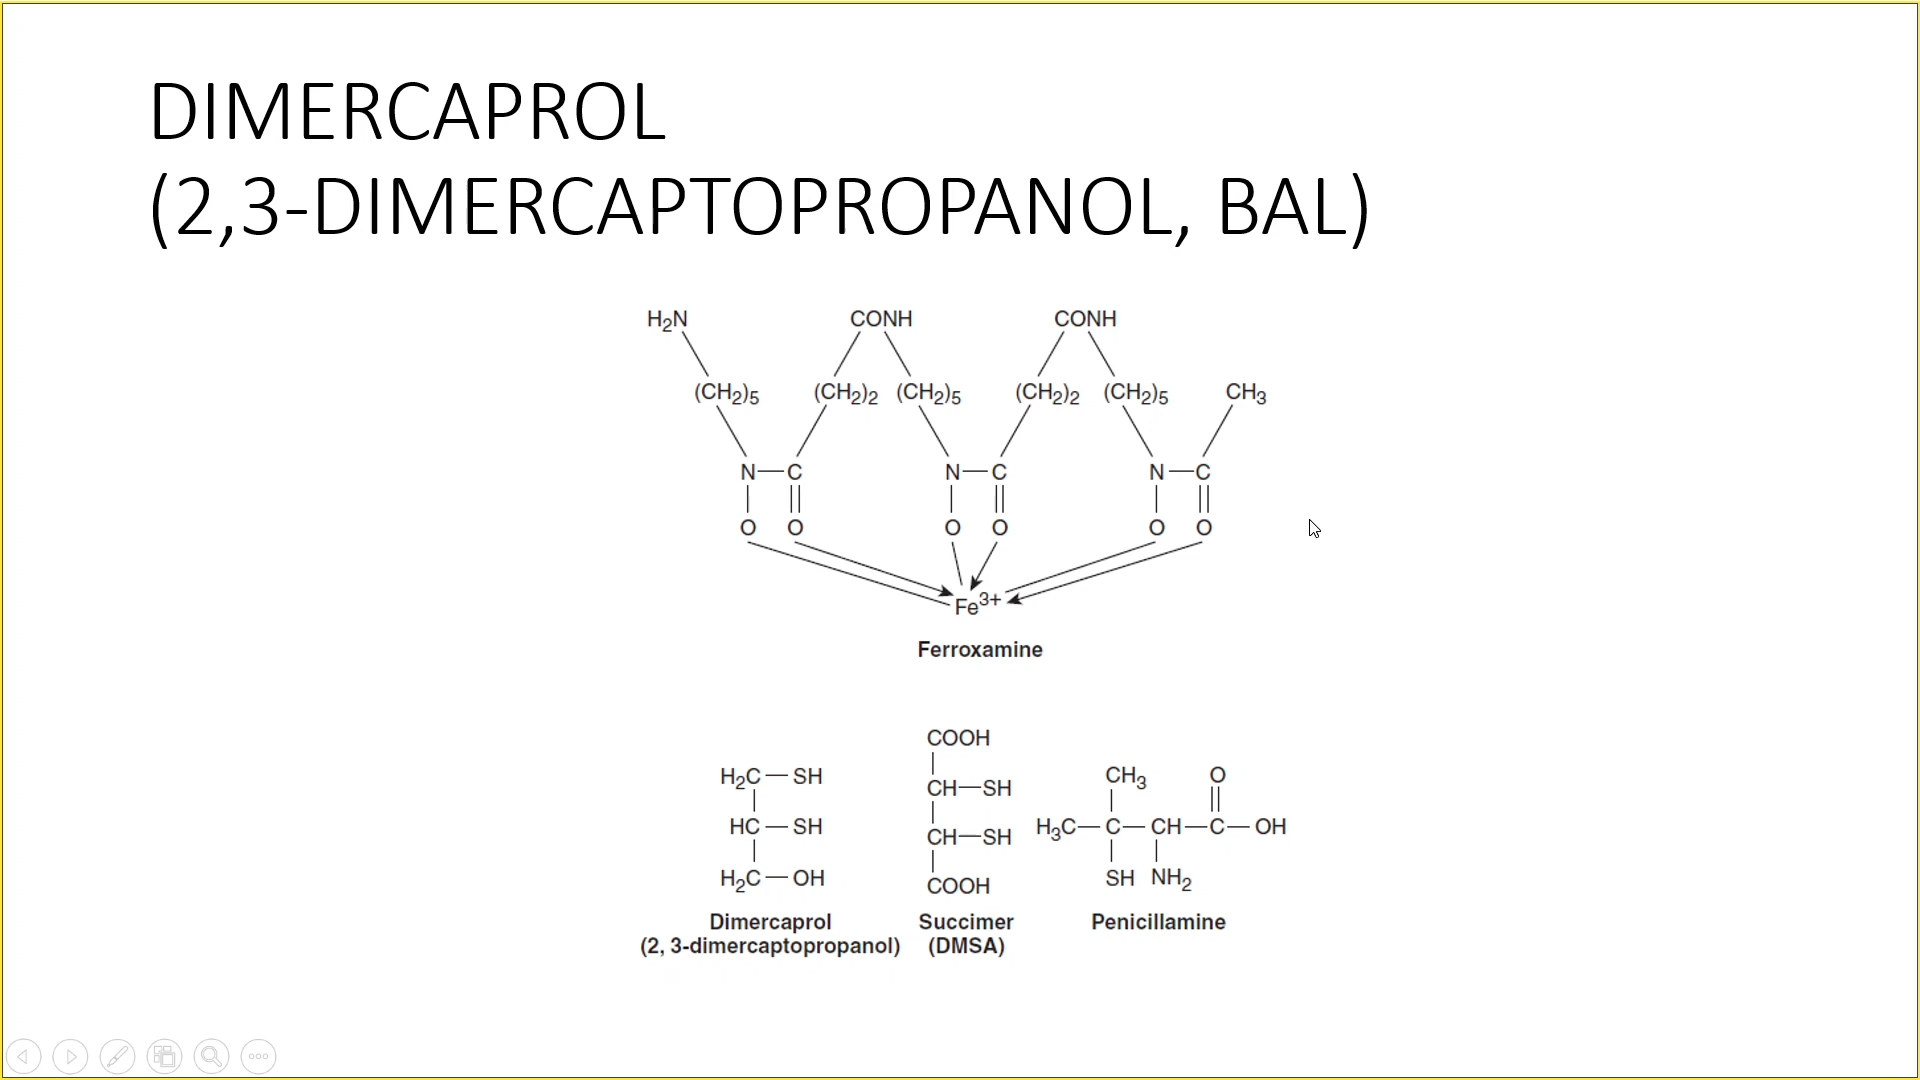 DIMERCAPROL
(2,3-DIMERCAPTOPROPANOL, BAL)
H2N CONH CONH
(CH2)5 (CH2)2 (CH2)5 (CH2)2 (CH2)5 CH3
N C N C N C
O O O O O O
Fe3+
Ferroxamine
COOH
H2C SH CH SH CH3 O
HC SH CH SH H3C C CH C OH
H2C OH COOH SH NH2
Dimercaprol Succimer Penicillamine
(2, 3-dimercaptopropanol) (DMSA)